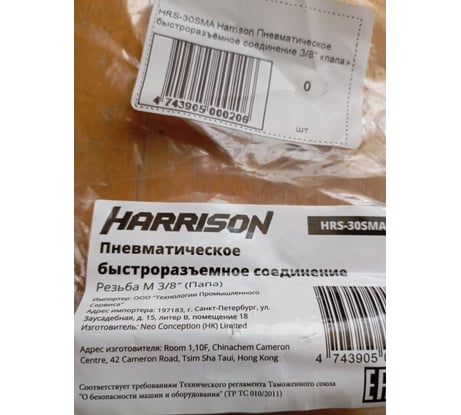 HRS-30SMA Harrison Пневматическое
быстроразъёмное соединение 3/8" «папа»
0
4 743905 000206
шт
HARRISON
HRS-30SMA
Пневматическое
быстроразъемное соединение
Резьба M 3/8" (Папа)
Импортер: ООО "Технологии Промышленного
Сервиса"
Адрес импортера: 197183, г. Санкт-Петербург, ул.
Заусадебная, д. 15, литер В, помещение 18
Изготовитель: Neo Conception (HK) Limited
Адрес изготовителя: Room 1,10F, Chinachem Cameron
Centre, 42 Cameron Road, Tsim Sha Taui, Hong Kong
4 743905
Соответствует требованиям Технического регламента Таможенного союза
"О безопасности машин и оборудования" (ТР ТС 010/2011)